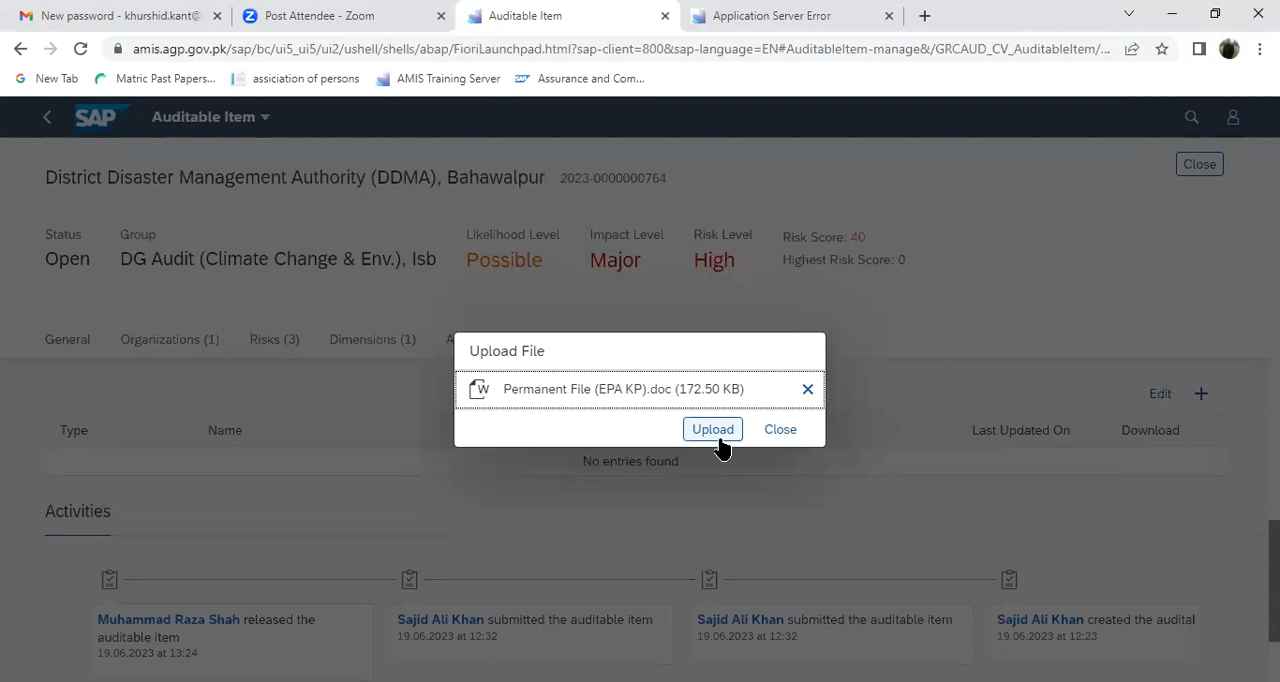 New password - khurshid.kant@
Post Attendee - Zoom
Auditable Item
Application Server Error
amis.agp.gov.pk/sap/bc/ui5_ui5/ui2/ushell/shells/abap/FioriLaunchpad.html?sap-client=800&sap-language=EN#AuditableItem-manage&/GRCAUD_CV_AuditableItem/...
New Tab
Matric Past Papers...
assiciation of persons
AMIS Training Server
Assurance and Com...
SAP
Auditable Item
District Disaster Management Authority (DDMA), Bahawalpur 2023-0000000764
Close
Status Group Likelihood Level Impact Level Risk Level Risk Score: 40
Open DG Audit (Climate Change & Env.), Isb Possible Major High Highest Risk Score: 0
General Organizations (1) Risks (3) Dimensions (1) A
Upload File
Permanent File (EPA KP).doc (172.50 KB)
Upload Close
Edit
Type Name Last Updated On Download
No entries found
Activities
Muhammad Raza Shah released the
auditable item
19.06.2023 at 13:24
Sajid Ali Khan submitted the auditable item
19.06.2023 at 12:32
Sajid Ali Khan submitted the auditable item
19.06.2023 at 12:32
Sajid Ali Khan created the audital
19.06.2023 at 12:23